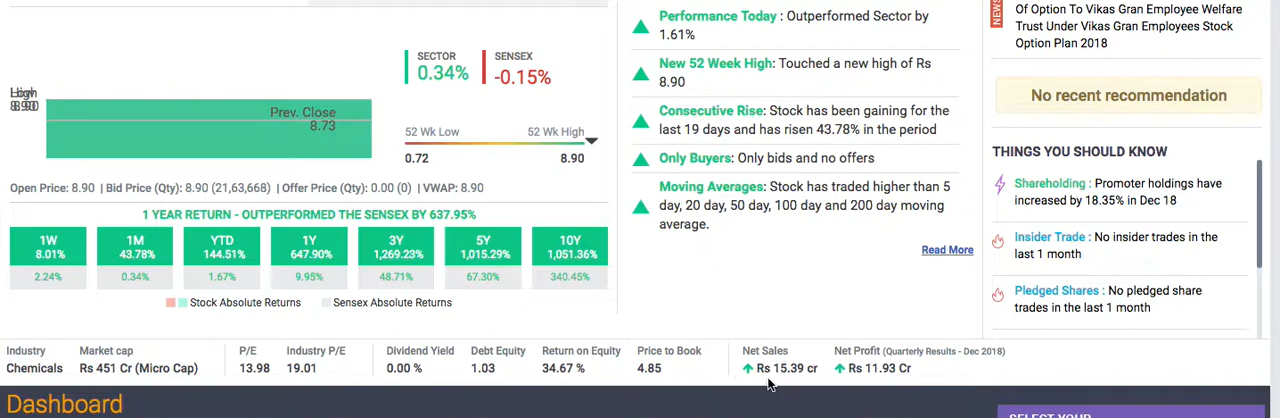 SECTOR
0.34%
SENSEX
-0.15%
High
8.90
Prev. Close
8.73
52 Wk Low
52 Wk High
0.72
8.90
Open Price: 8.90 | Bid Price (Qty): 8.90 (21,63,668) | Offer Price (Qty): 0.00 (0) | VWAP: 8.90
1 YEAR RETURN - OUTPERFORMED THE SENSEX BY 637.95%
1W 1M YTD 1Y 3Y 5Y 10Y
8.01% 43.78% 144.51% 647.90% 1,269.23% 1,015.29% 1,051.36%
2.24% 0.34% 1.67% 9.95% 48.71% 67.30% 340.45%
Stock Absolute Returns Sensex Absolute Returns
Performance Today : Outperformed Sector by
1.61%
New 52 Week High: Touched a new high of Rs
8.90
Consecutive Rise: Stock has been gaining for the
last 19 days and has risen 43.78% in the period
Only Buyers: Only bids and no offers
Moving Averages: Stock has traded higher than 5
day, 20 day, 50 day, 100 day and 200 day moving
average.
Read More
NEWS
Of Option To Vikas Gran Employee Welfare
Trust Under Vikas Gran Employees Stock
Option Plan 2018
No recent recommendation
THINGS YOU SHOULD KNOW
Shareholding : Promoter holdings have
increased by 18.35% in Dec 18
Insider Trade : No insider trades in the
last 1 month
Pledged Shares : No pledged share
trades in the last 1 month
Industry Market cap P/E Industry P/E Dividend Yield Debt Equity Return on Equity Price to Book Net Sales Net Profit (Quarterly Results - Dec 2018)
Chemicals Rs 451 Cr (Micro Cap) 13.98 19.01 0.00 % 1.03 34.67 % 4.85 Rs 15.39 cr Rs 11.93 Cr
Dashboard
SELECT YOUR